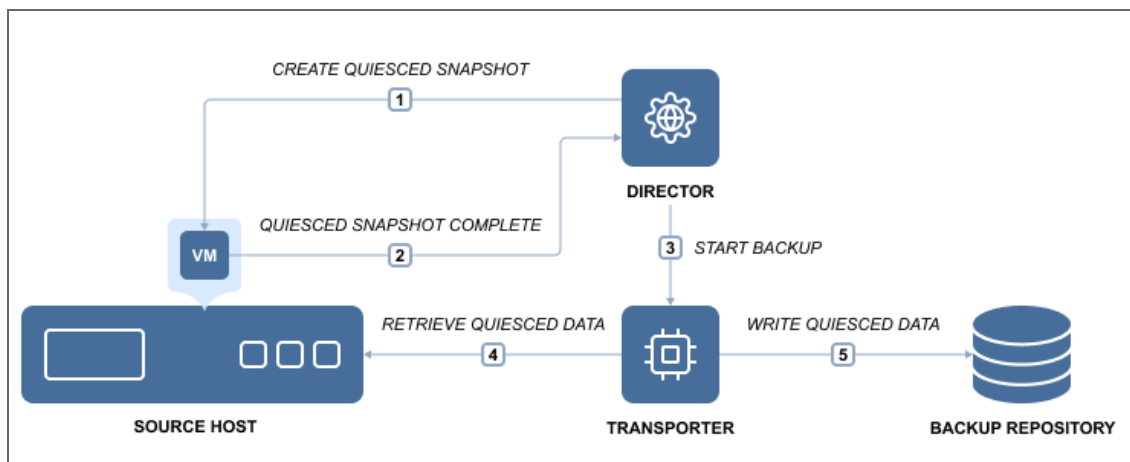 CREATE QUIESCED SNAPSHOT
1
DIRECTOR
QUIESCED SNAPSHOT COMPLETE
2
VM
3
START BACKUP
RETRIEVE QUIESCED DATA
4
WRITE QUIESCED DATA
5
SOURCE HOST
TRANSPORTER
BACKUP REPOSITORY